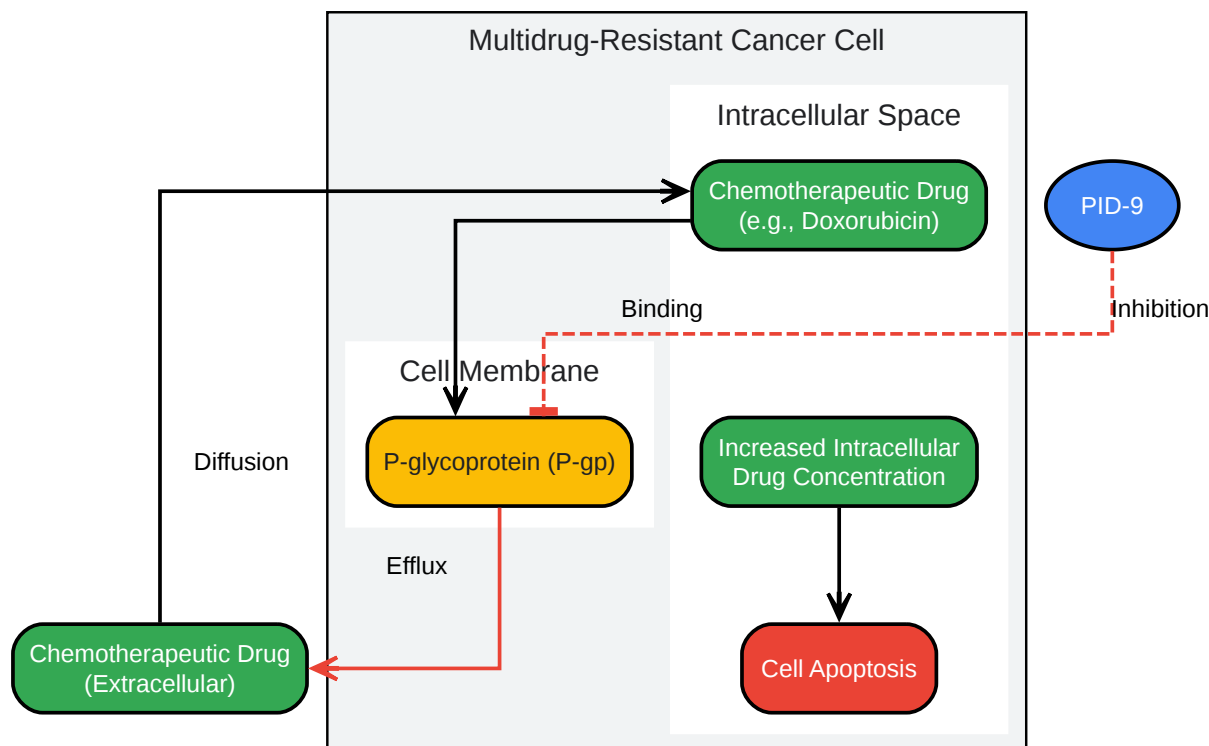 Multidrug-Resistant Cancer Cell
Intracellular Space
Chemotherapeutic Drug
(e.g., Doxorubicin)
PID-9
Binding
Inhibition
Cell Membrane
P-glycoprotein (P-gp)
Increased Intracellular
Drug Concentration
Diffusion
Efflux
Chemotherapeutic Drug
(Extracellular)
Cell Apoptosis